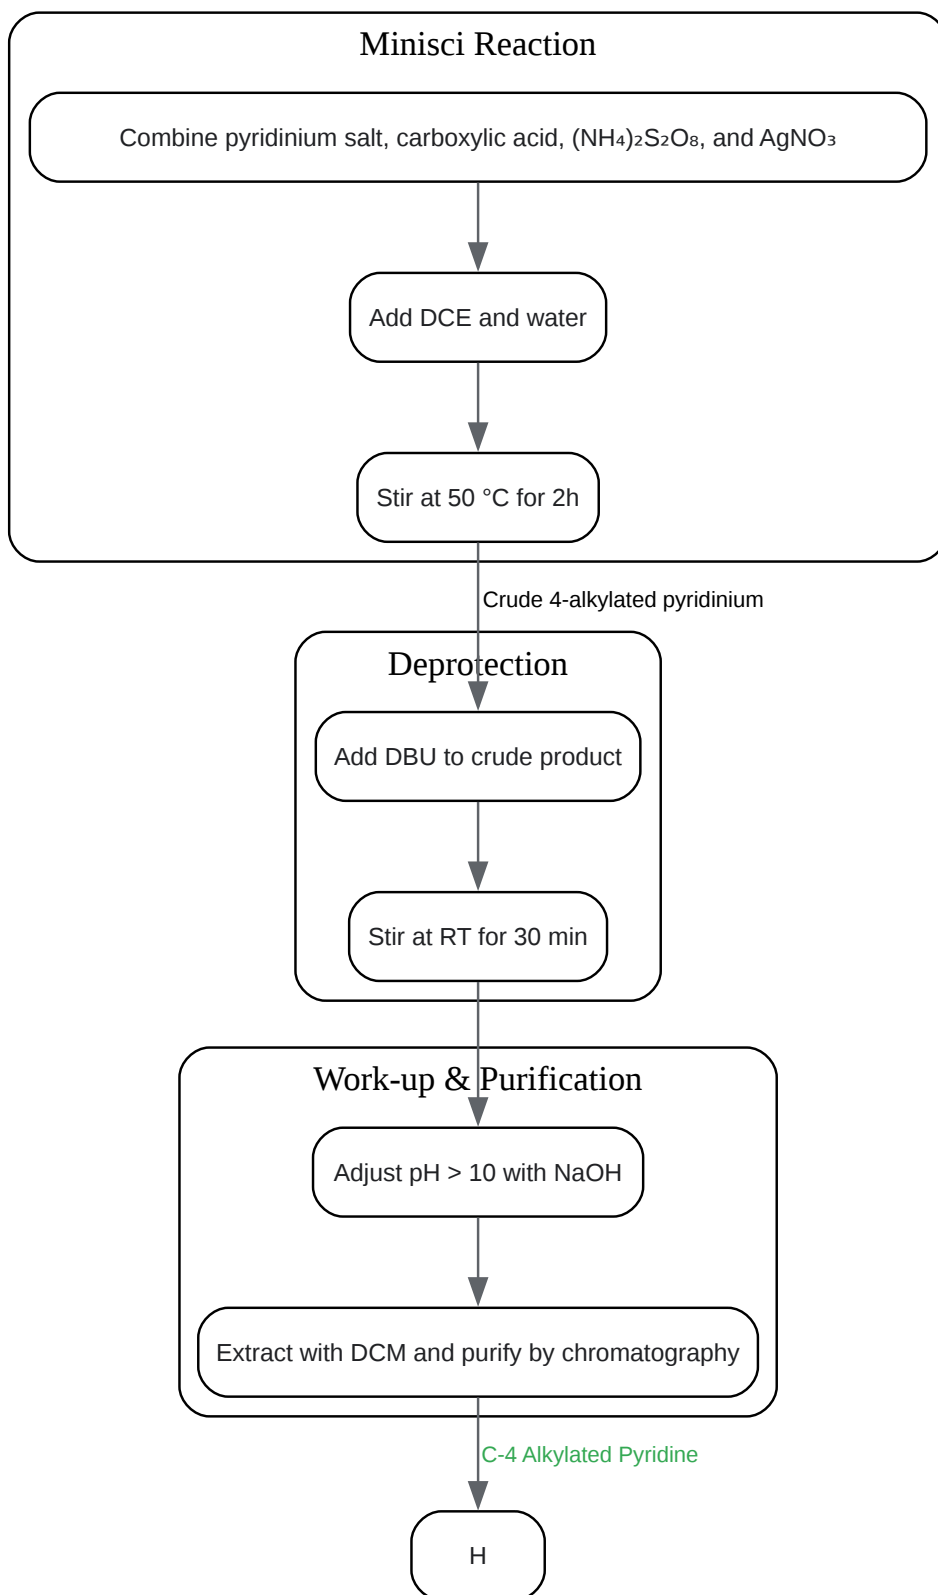 Minisci Reaction
Combine pyridinium salt, carboxylic acid, (NH₄)₂S₂O₈, and AgNO₃
Add DCE and water
Stir at 50 °C for 2h
Crude 4-alkylated pyridinium
Deprotection
Add DBU to crude product
Stir at RT for 30 min
Work-up & Purification
Adjust pH > 10 with NaOH
Extract with DCM and purify by chromatography
C-4 Alkylated Pyridine
H